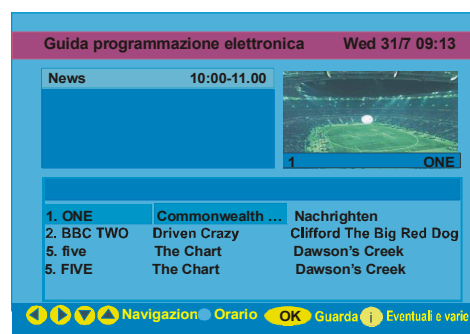 Guida programmazione elettronica Wed 31/7 09:13
News 10:00-11.00
1 ONE
1. ONE Commonwealth ... Nachrighten
2. BBC TWO Driven Crazy Clifford The Big Red Dog
5. five The Chart Dawson's Creek
5. FIVE The Chart Dawson's Creek
Navigazion Orario OK Guarda i Eventuali e varie